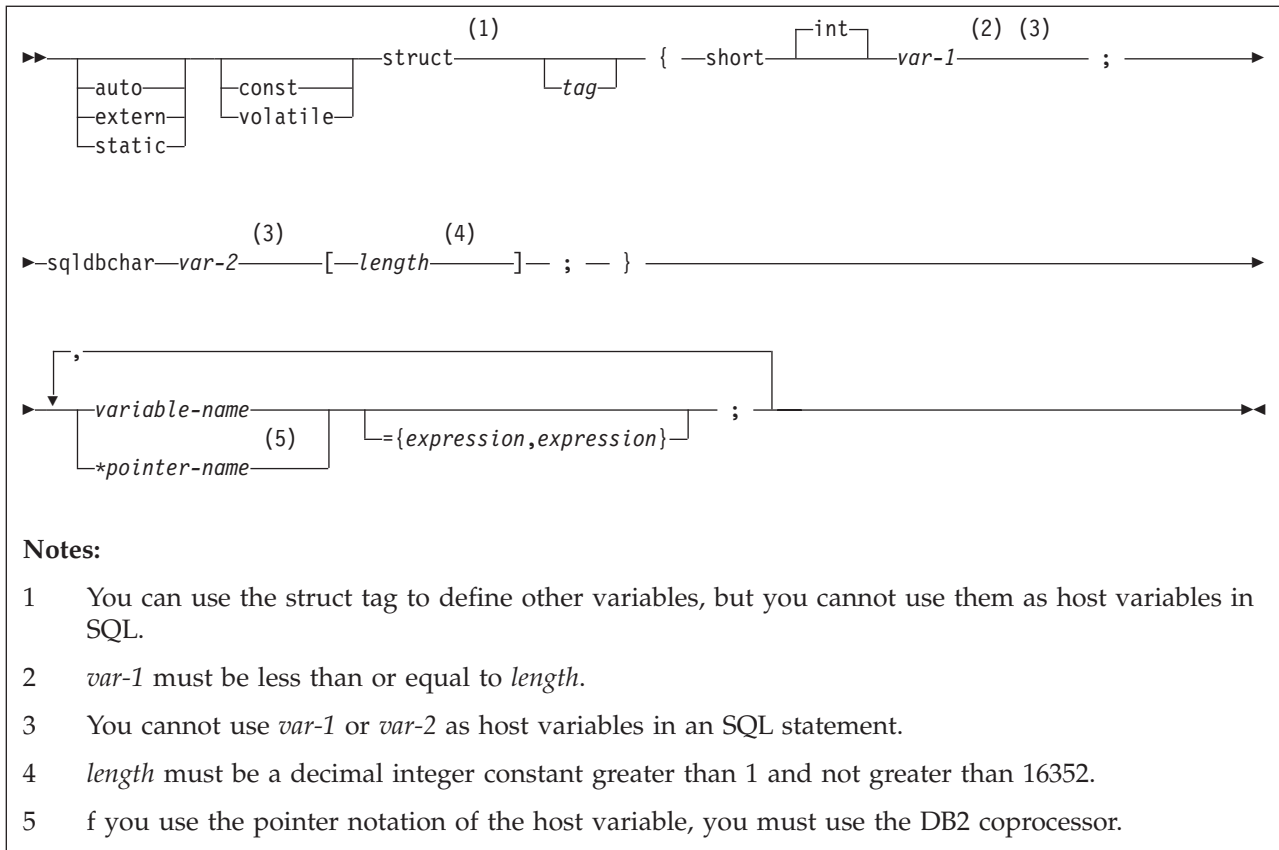 (1) int (2) (3)
struct { short var-1 ;
auto const tag
extern volatile
static
(3) (4)
sqldbchar var-2 [ length ] ; }
,
variable-name ;
(5) ={expression,expression}
*pointer-name
Notes:
1 You can use the struct tag to define other variables, but you cannot use them as host variables in
SQL.
2 var-1 must be less than or equal to length.
3 You cannot use var-1 or var-2 as host variables in an SQL statement.
4 length must be a decimal integer constant greater than 1 and not greater than 16352.
5 f you use the pointer notation of the host variable, you must use the DB2 coprocessor.